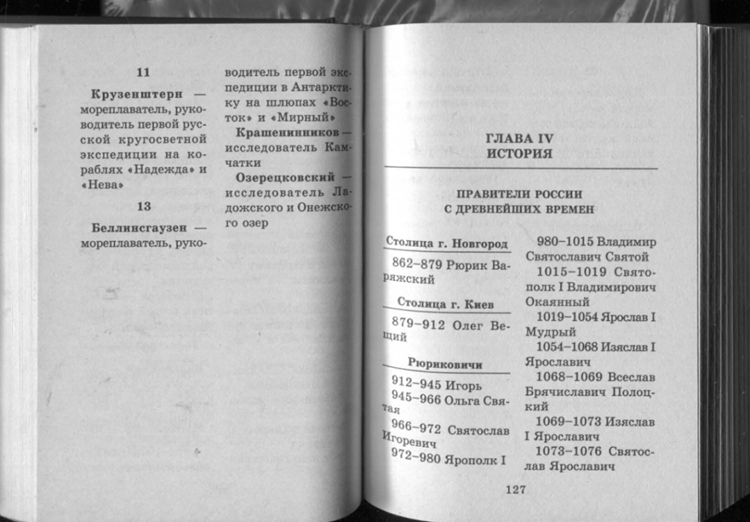 11
Крузенштерн —
мореплаватель, руко-
водитель первой рус-
ской кругосветной
экспедиции на ко-
раблях «Надежда» и
«Нева»
13
Беллинсгаузен —
мореплаватель, руко-
водитель первой экс-
педиции в Антаркти-
ку на шлюпах «Вос-
ток» и «Мирный»
Крашенинников —
исследователь Кам-
чатки
Озерецковский —
исследователь Ла-
дожского и Онежско-
го озер
ГЛАВА IV
ИСТОРИЯ
ПРАВИТЕЛИ РОССИИ
С ДРЕВНЕЙШИХ ВРЕМЕН
Столица г. Новгород
862–879 Рюрик Ва-
ряжский
Столица г. Киев
879–912 Олег Ве-
щий
Рюриковичи
912–945 Игорь
945–966 Ольга Свя-
тая
966–972 Святослав
Игоревич
972–980 Ярополк I
980–1015 Владимир
Святославич Святой
1015–1019 Свято-
полк I Владимирович
Окаянный
1019–1054 Ярослав I
Мудрый
1054–1068 Изяслав I
Ярославич
1068–1069 Всеслав
Брячиславич Полоц-
кий
1069–1073 Изяслав
I Ярославич
1073–1076 Святос-
лав Ярославич
127